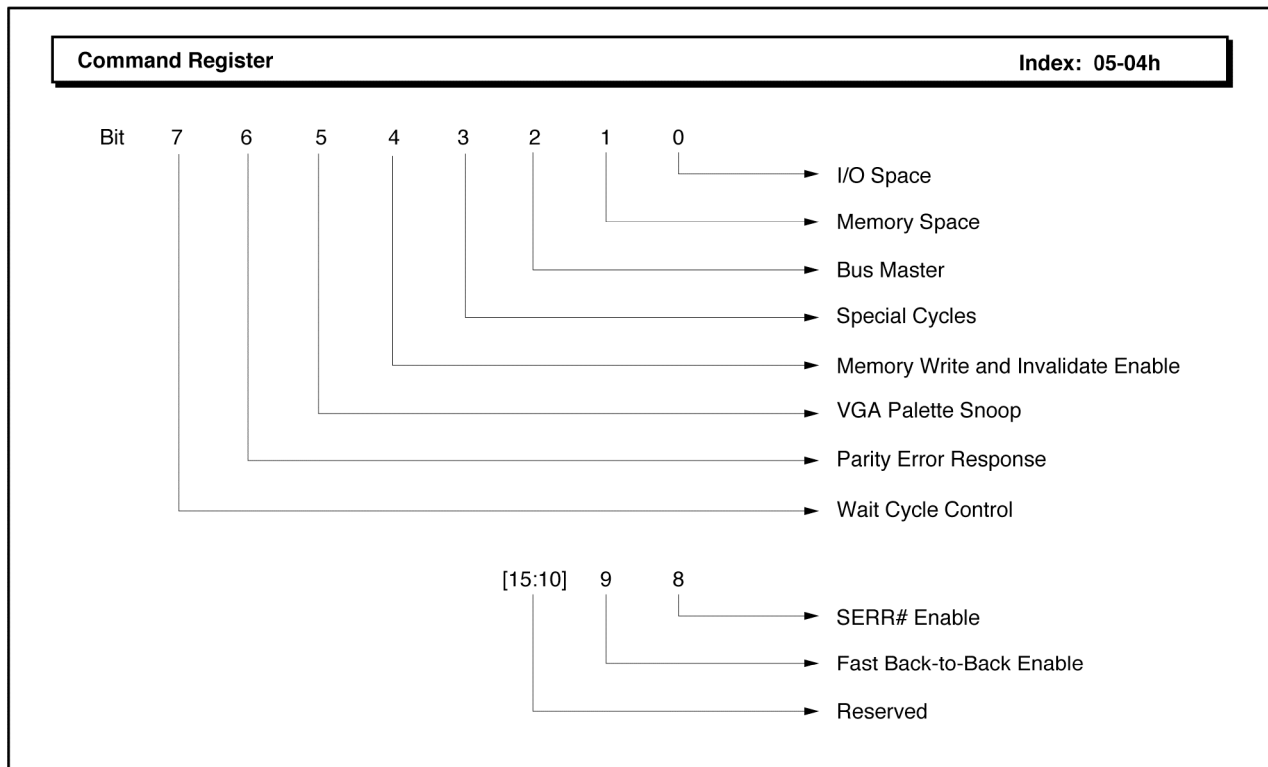 Command Register Index: 05-04h
Bit 7 6 5 4 3 2 1 0
I/O Space
Memory Space
Bus Master
Special Cycles
Memory Write and Invalidate Enable
VGA Palette Snoop
Parity Error Response
Wait Cycle Control
[15:10] 9 8
SERR# Enable
Fast Back-to-Back Enable
Reserved